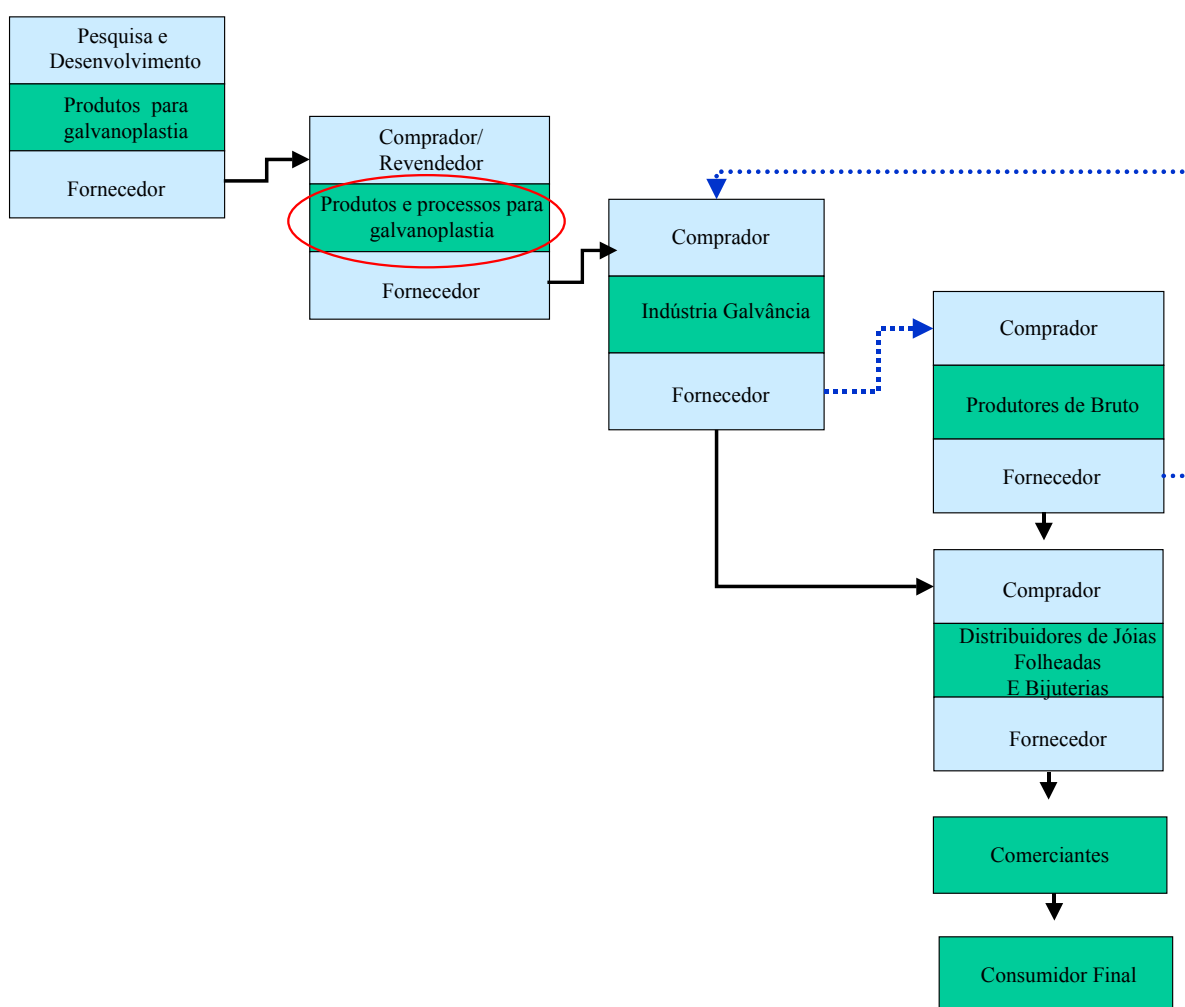 Pesquisa e
Desenvolvimento
Produtos para
galvanoplastia
Fornecedor
Comprador/
Revendedor
Produtos e processos para
galvanoplastia
Fornecedor
Comprador
Indústria Galvância
Fornecedor
Comprador
Produtores de Bruto
Fornecedor
Comprador
Distribuidores de Jóias
Folheadas
E Bijuterias
Fornecedor
Comerciantes
Consumidor Final